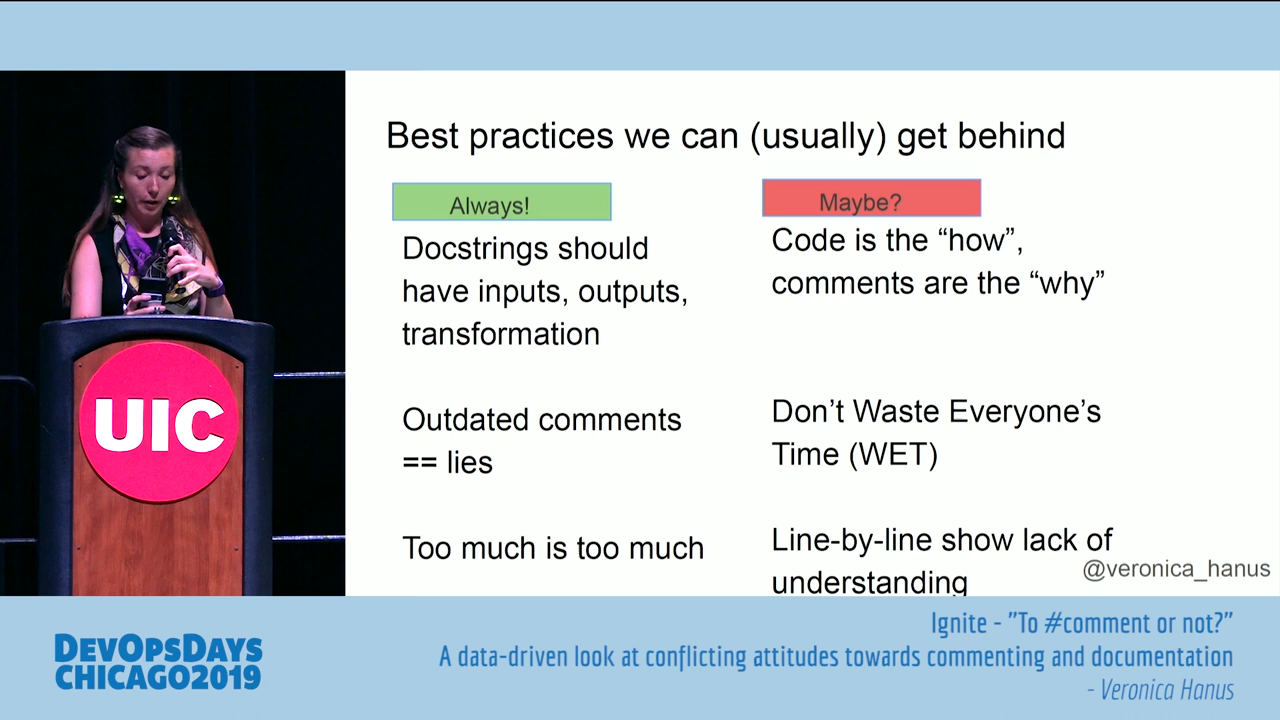 Best practices we can (usually) get behind
Always!
Docstrings should
have inputs, outputs,
transformation
Outdated comments
== lies
Too much is too much
Maybe?
Code is the “how”,
comments are the “why”
Don’t Waste Everyone’s
Time (WET)
Line-by-line show lack of
understanding
@veronica_hanus
UIC
DEVOPSDAYS
CHICAGO2019
Ignite - "To #comment or not?"
A data-driven look at conflicting attitudes towards commenting and documentation
- Veronica Hanus